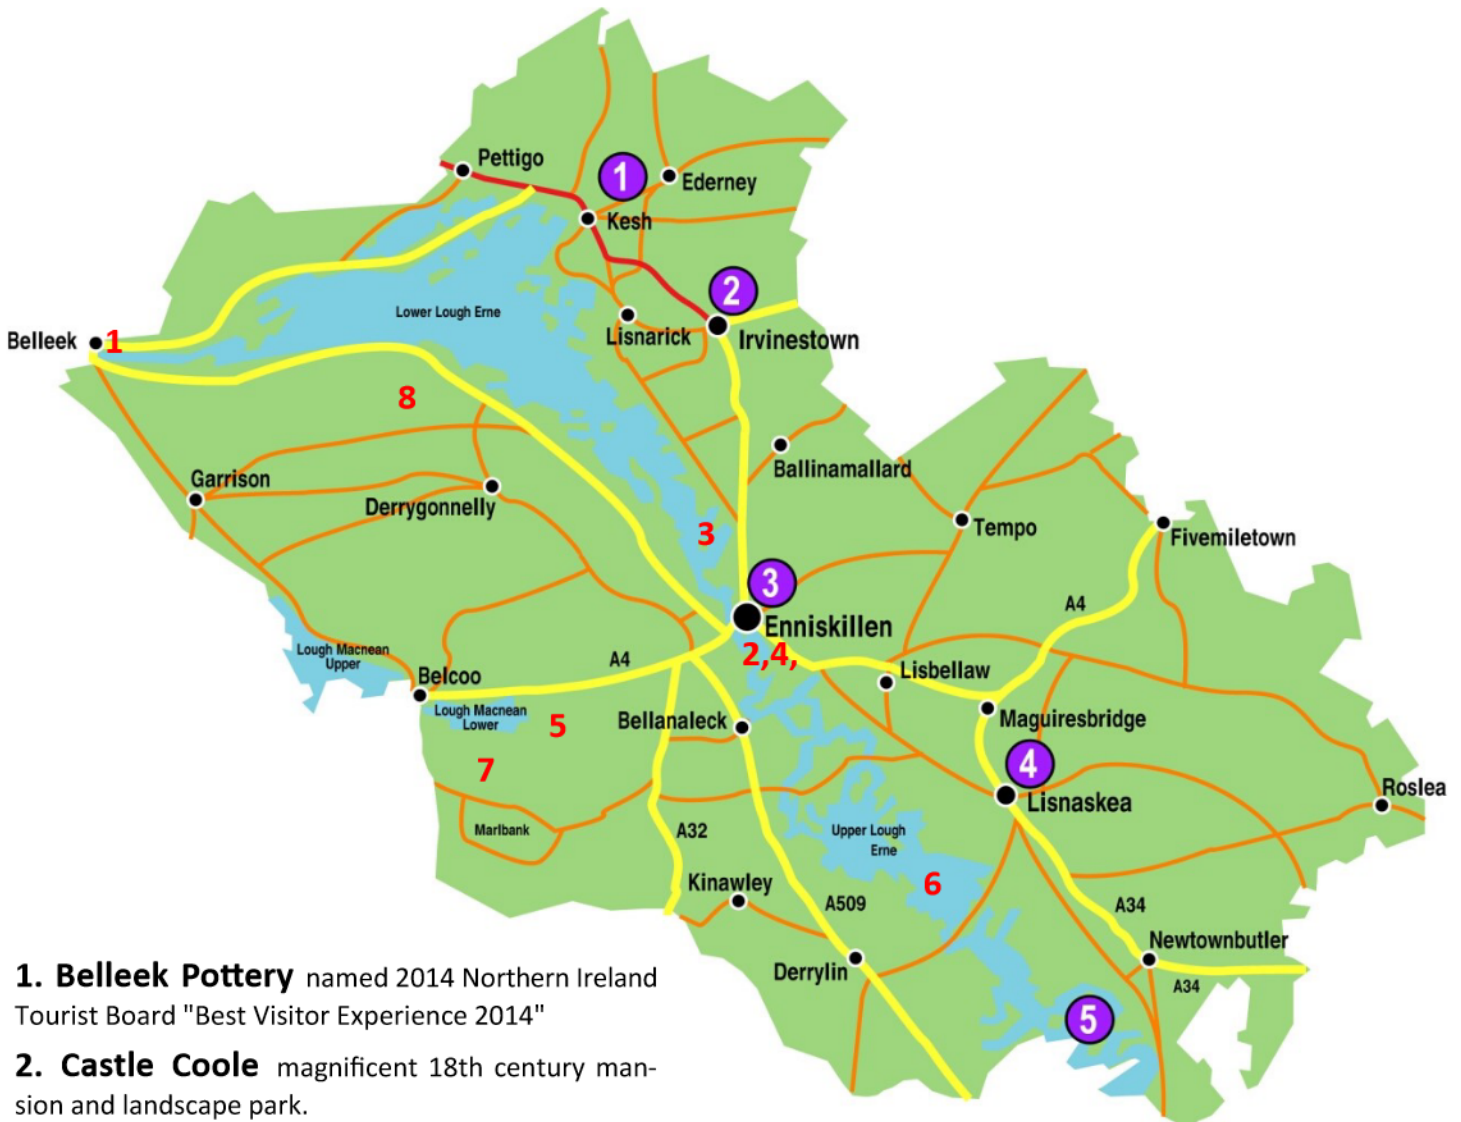 Pettigo
1
Ederney
Kesh
2
Lower Lough Erne
Belleek
1
Lisnarick
Irvinestown
8
Ballinamallard
Garrison
Derrygonnelly
3
Tempo
Fivemiletown
3
A4
Enniskillen
2,4,
Lough Macnean
Upper
A4
Belcoo
Lisbellaw
Lough Macnean
Lower
5
Bellanaleck
Maguiresbridge
7
4
Roslea
Lisnaskea
Marlbank
A32
Upper Lough
Erne
Kinawley
6
A509
A34
Newtownbutler
Derrylin
A34
5
1. Belleek Pottery named 2014 Northern Ireland
Tourist Board "Best Visitor Experience 2014"
2. Castle Coole magnificent 18th century man-
sion and landscape park.